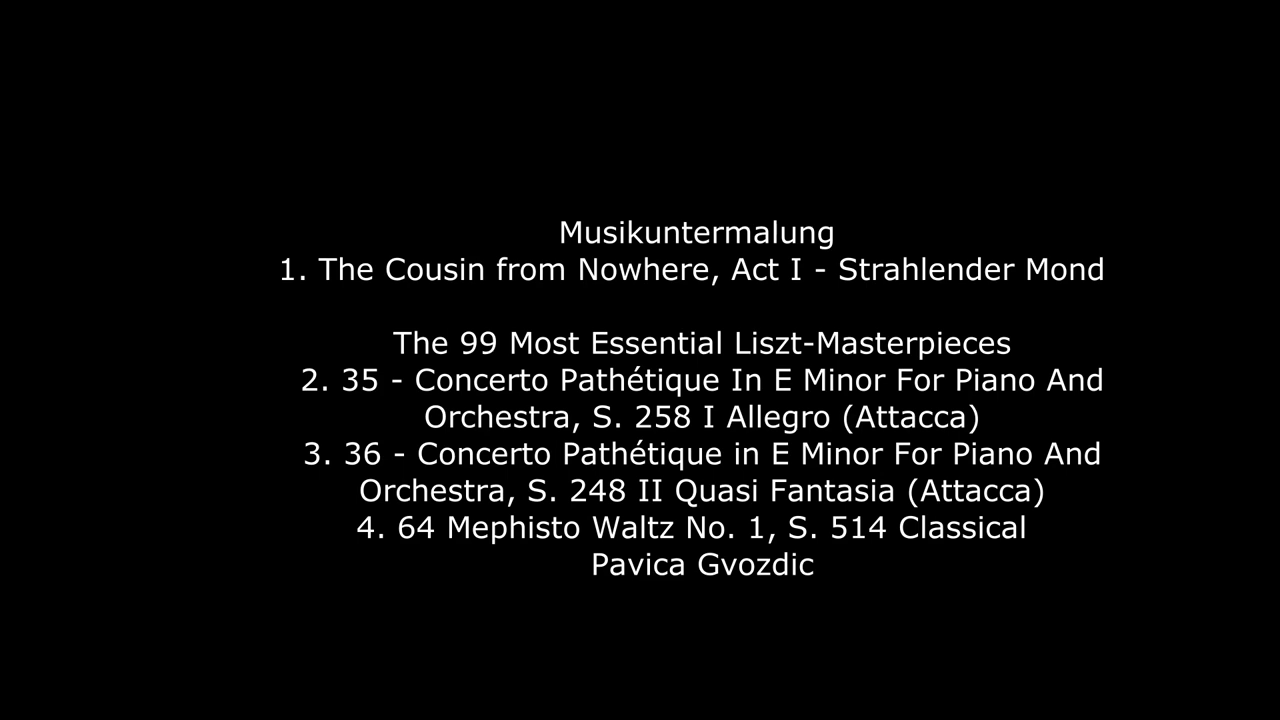 Musikuntermalung
1. The Cousin from Nowhere, Act I - Strahlender Mond
The 99 Most Essential Liszt-Masterpieces
2. 35 - Concerto Pathétique In E Minor For Piano And
Orchestra, S. 258 I Allegro (Attacca)
3. 36 - Concerto Pathétique in E Minor For Piano And
Orchestra, S. 248 II Quasi Fantasia (Attacca)
4. 64 Mephisto Waltz No. 1, S. 514 Classical
Pavica Gvozdic